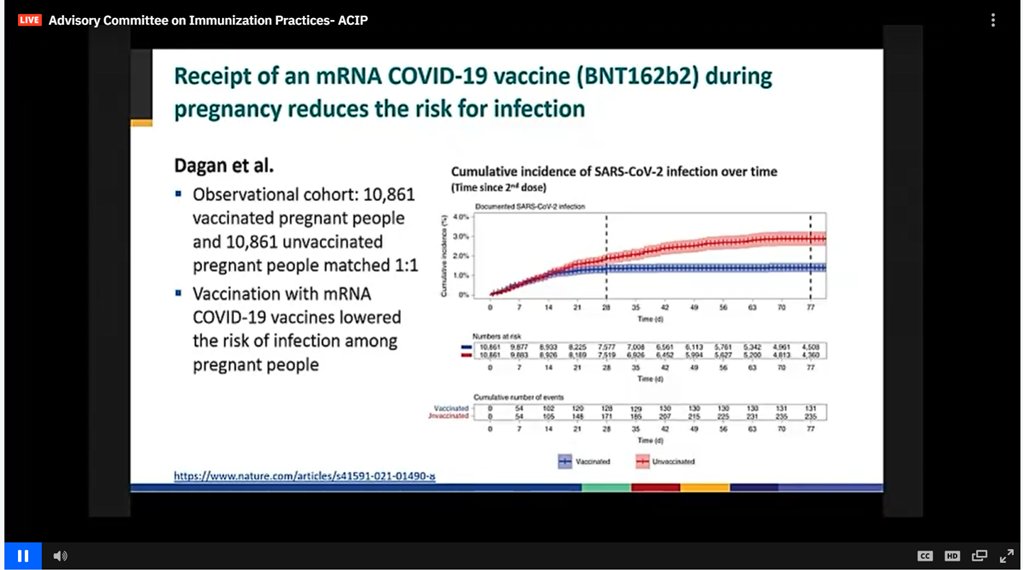 LIVE Advisory Committee on Immunization Practices- ACIP
Receipt of an mRNA COVID-19 vaccine (BNT162b2) during
pregnancy reduces the risk for infection
Dagan et al.
Observational cohort: 10,861
vaccinated pregnant people
and 10,861 unvaccinated
pregnant people matched 1:1
Vaccination with mRNA
COVID-19 vaccines lowered
the risk of infection among
pregnant people
https://www.nature.com/articles/s41591-021-01490-8
Cumulative incidence of SARS-CoV-2 infection over time
(Time since 2nd dose)
Documented SARS-CoV-2 infection
Cumulative incidence (%)
4.0%
3.0%
2.0%
1.0%
0%
0 7 14 21 28 35 42 49 56 63 70 77
Time (d)
Numbers at risk
10,861 9,877 8,933 8,225 7,577 7,008 6,561 6,113 5,761 5,342 4,961 4,508
10,861 9,883 8,926 8,189 7,519 6,926 6,452 5,994 5,627 5,200 4,813 4,360
0 7 14 21 28 35 42 49 56 63 70 77
Time (d)
Cumulative number of events
Vaccinated 0 54 102 120 128 129 130 130 130 130 131 131
Unvaccinated 0 54 105 148 171 185 207 215 225 231 235 235
0 7 14 21 28 35 42 49 56 63 70 77
Time (d)
Vaccinated Unvaccinated
CC HD